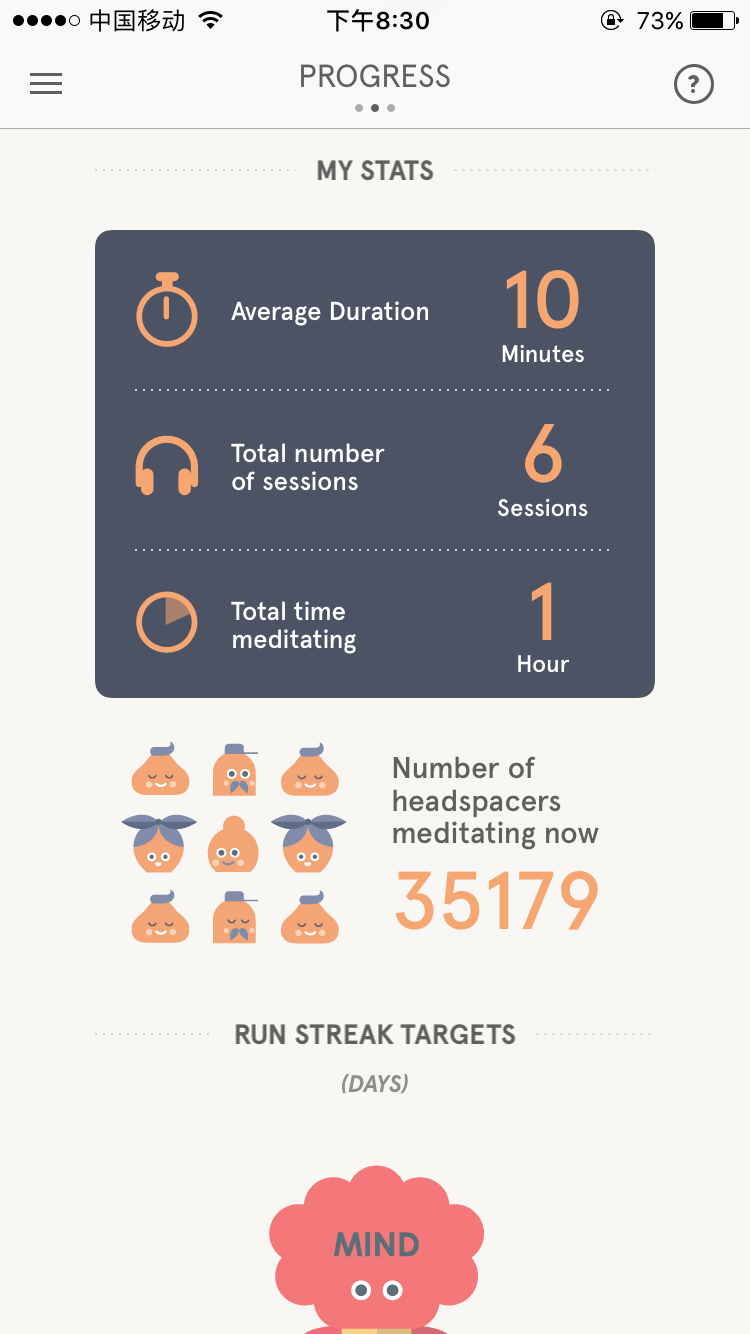 中国移动 下午8:30 73%
PROGRESS
?
MY STATS
Average Duration
10
Minutes
Total number
of sessions
6
Sessions
Total time
meditating
1
Hour
Number of
headspacers
meditating now
35179
RUN STREAK TARGETS
(DAYS)
MIND